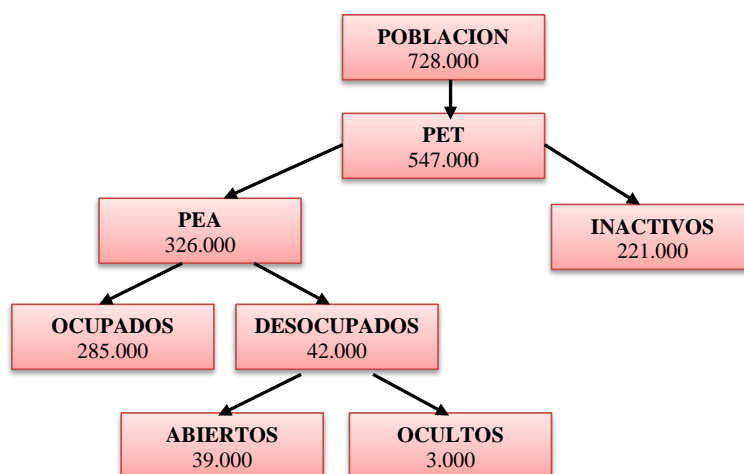 POBLACION
728.000
PET
547.000
PEA
326.000
INACTIVOS
221.000
OCUPADOS
285.000
DESOCUPADOS
42.000
ABIERTOS
39.000
OCULTOS
3.000